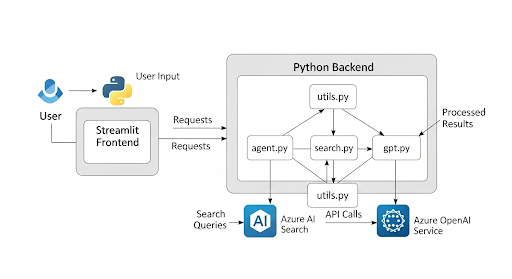 User Input
User
Streamlit
Frontend
Requests
Requests
Python Backend
utils.py
agent.py
search.py
gpt.py
utils.py
Processed
Results
Search
Queries
AI
Azure AI
Search
API Calls
Azure OpenAI
Service